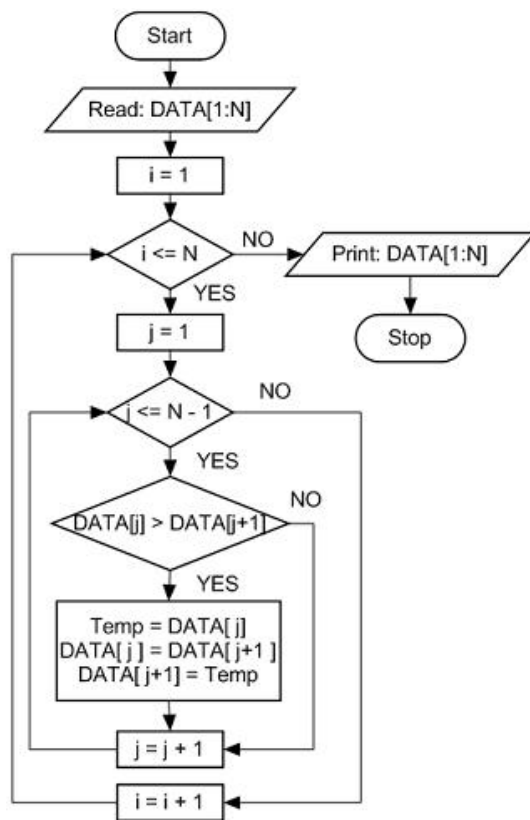 Start
Read: DATA[1:N]
i = 1
i <= N
NO
Print: DATA[1:N]
YES
Stop
j = 1
j <= N - 1
NO
YES
DATA[j] > DATA[j+1]
NO
YES
Temp = DATA[ j]
DATA[ j ] = DATA[ j+1 ]
DATA[ j+1] = Temp
j = j + 1
i = i + 1